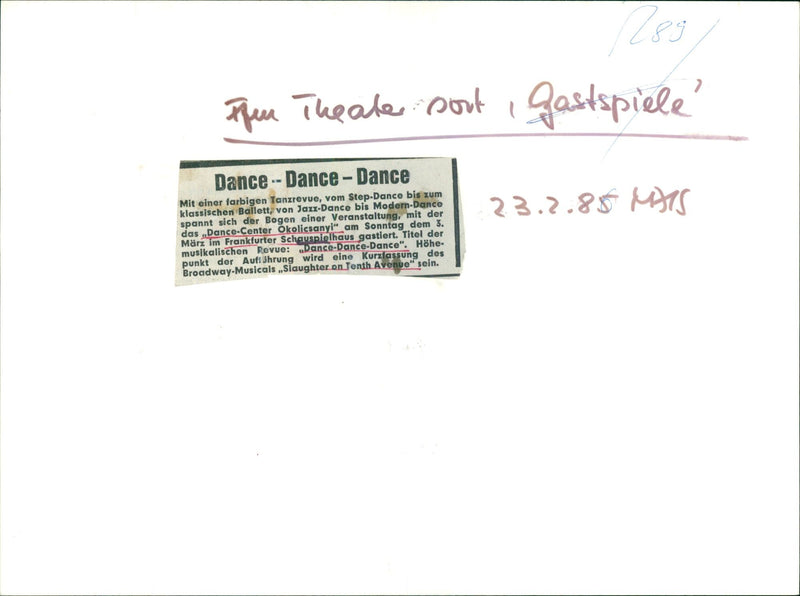 289
Ffm Theater dort, 'Gastspiele'
23.2.85 MAS
Dance - Dance - Dance
Mit einer farbigen Tanzrevue, vom Step-Dance bis zum
klassischen Ballett, von Jazz-Dance bis Modern-Dance
spannt sich der Bogen einer Veranstaltung, mit der
das „Dance-Center Okolicsanyi" am Sonntag dem 3.
März im Frankfurter Schauspielhaus gastiert. Titel der
musikalischen Revue: „Dance-Dance-Dance". Höhe-
punkt der Aufführung wird eine Kurzfassung des
Broadway-Musicals „Slaughter on Tenth Avenue" sein.